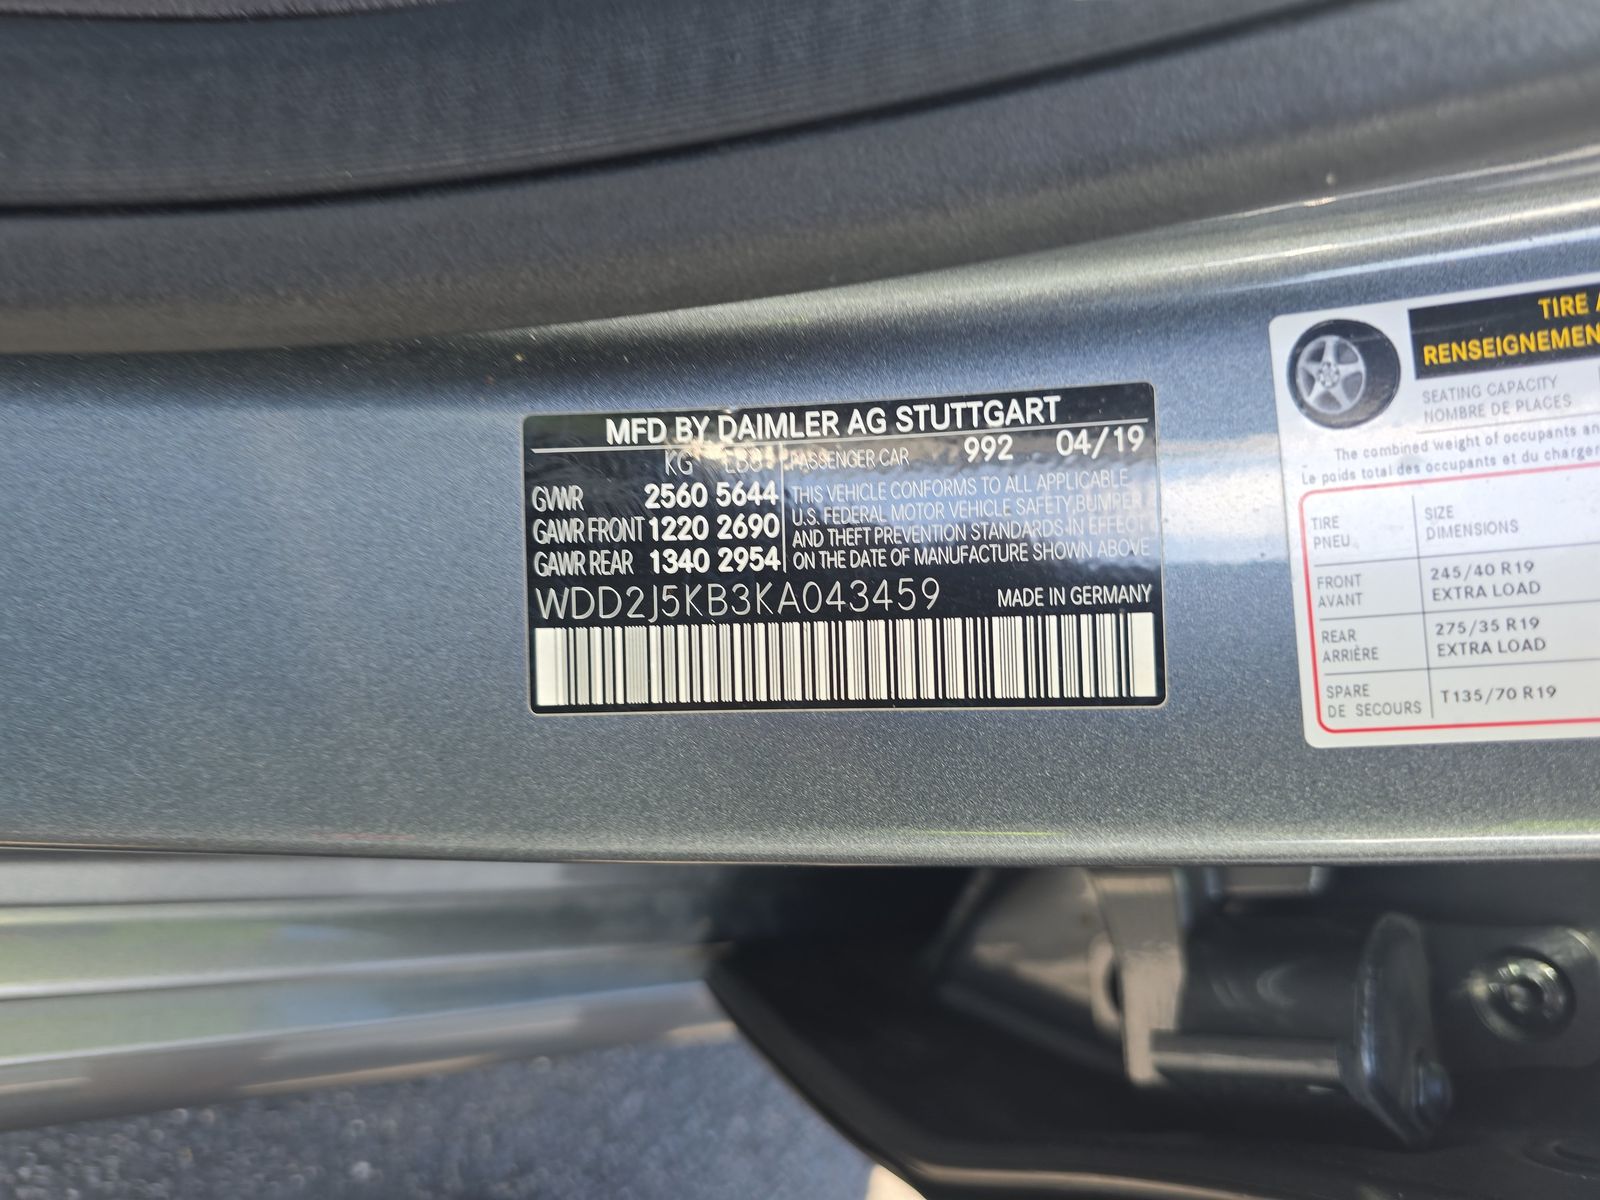 MFD BY DAIMLER AG STUTTGART
KG LBS PASSENGER CAR 992 04/19
GVWR 2560 5644
GAWR FRONT 1220 2690
GAWR REAR 1340 2954
THIS VEHICLE CONFORMS TO ALL APPLICABLE
U.S. FEDERAL MOTOR VEHICLE SAFETY, BUMPER
AND THEFT PREVENTION STANDARDS IN EFFECT
ON THE DATE OF MANUFACTURE SHOWN ABOVE
WDD2J5KB3KA043459 MADE IN GERMANY
TIRE
RENSEIGNEMEN
SEATING CAPACITY
NOMBRE DE PLACES
The combined weight of occupants an
Le poids total des occupants et du charge
TIRE
PNEU
SIZE
DIMENSIONS
FRONT
AVANT
245/40 R19
EXTRA LOAD
REAR
ARRIÈRE
275/35 R19
EXTRA LOAD
SPARE
DE SECOURS
T135/70 R19